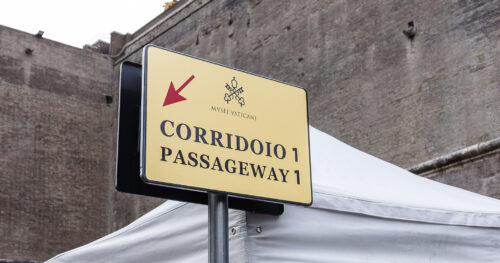 MVSEI VATICANI
CORRIDOIO 1
PASSAGEWAY 1